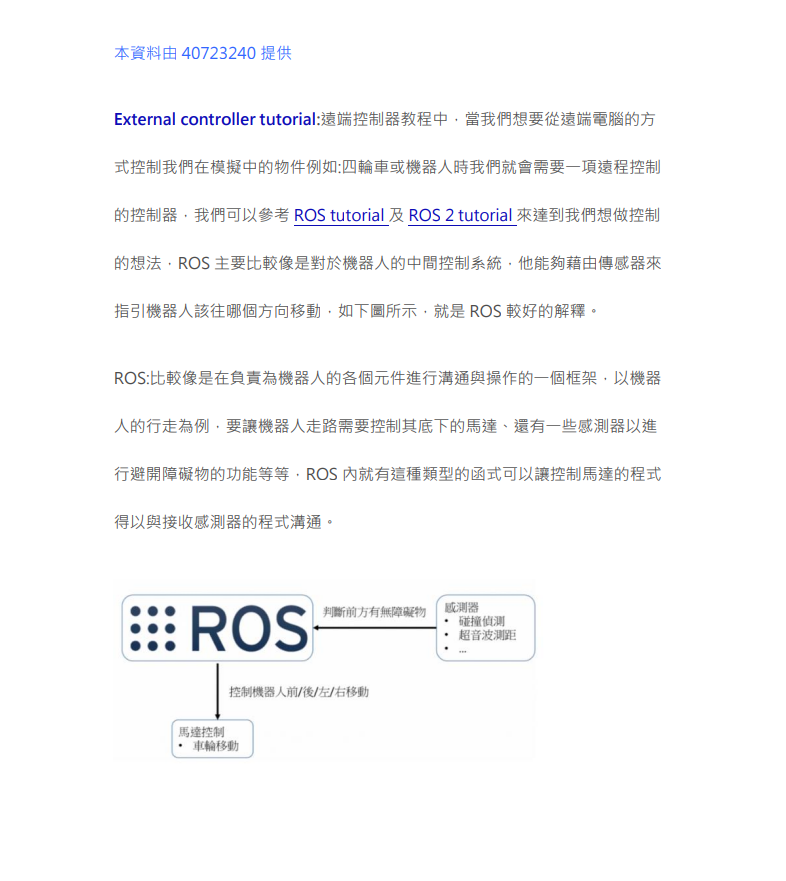 本資料由 40723240 提供
External controller tutorial:遠端控制器教程中，當我們想要從遠端電腦的方
式控制我們在模擬中的物件例如:四輪車或機器人時我們就會需要一項遠程控制
的控制器，我們可以參考 ROS tutorial 及 ROS 2 tutorial 來達到我們想做控制
的想法，ROS 主要比較像是對於機器人的中間控制系統，他能夠藉由傳感器來
指引機器人該往哪個方向移動，如下圖所示，就是 ROS 較好的解釋。
ROS:比較像是在負責為機器人的各個元件進行溝通與操作的一個框架，以機器
人的行走為例，要讓機器人走路需要控制其底下的馬達、還有一些感測器以進
行避開障礙物的功能等等，ROS 內就有這種類型的函式可以讓控制馬達的程式
得以與接收感測器的程式溝通。
ROS
判斷前方有無障礙物
感測器
• 碰撞偵測
• 超音波測距
• ...
控制機器人前/後/左/右移動
馬達控制
• 車輪移動